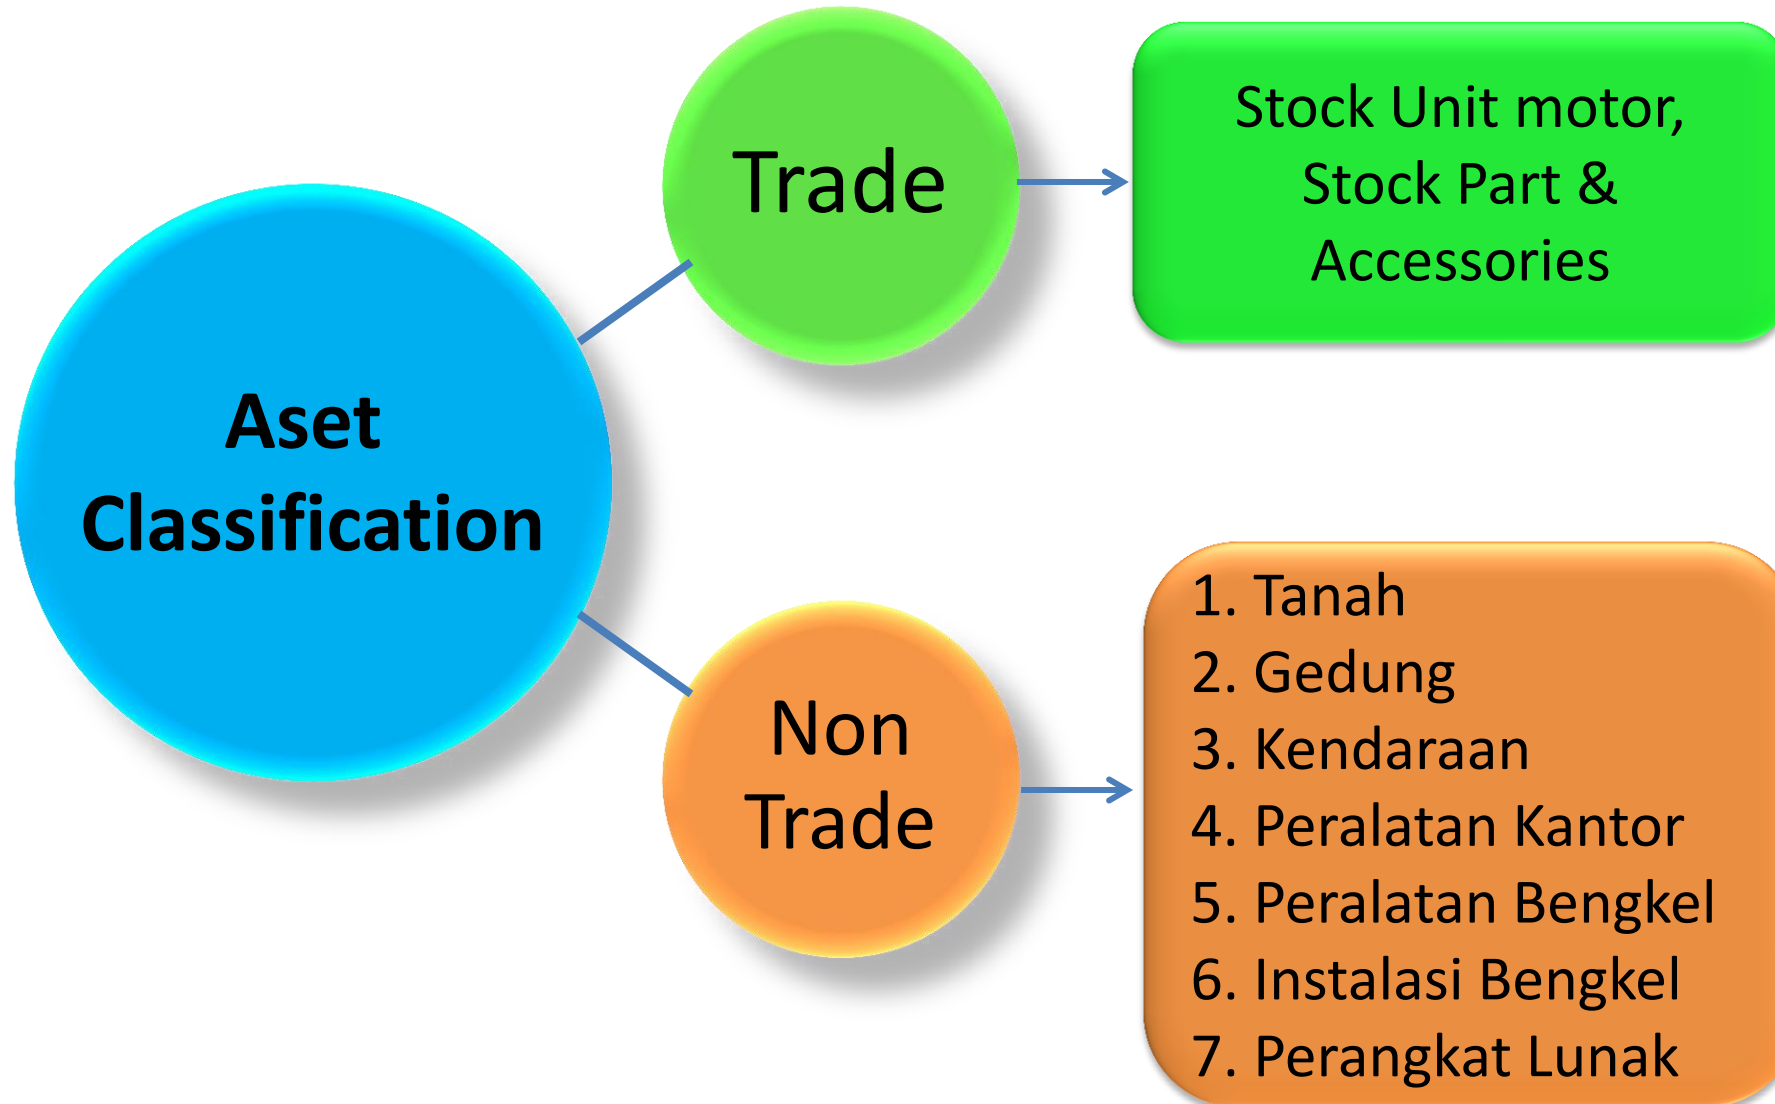 Aset
Classification
Trade
Stock Unit motor,
Stock Part &
Accessories
Non
Trade
1. Tanah
2. Gedung
3. Kendaraan
4. Peralatan Kantor
5. Peralatan Bengkel
6. Instalasi Bengkel
7. Perangkat Lunak